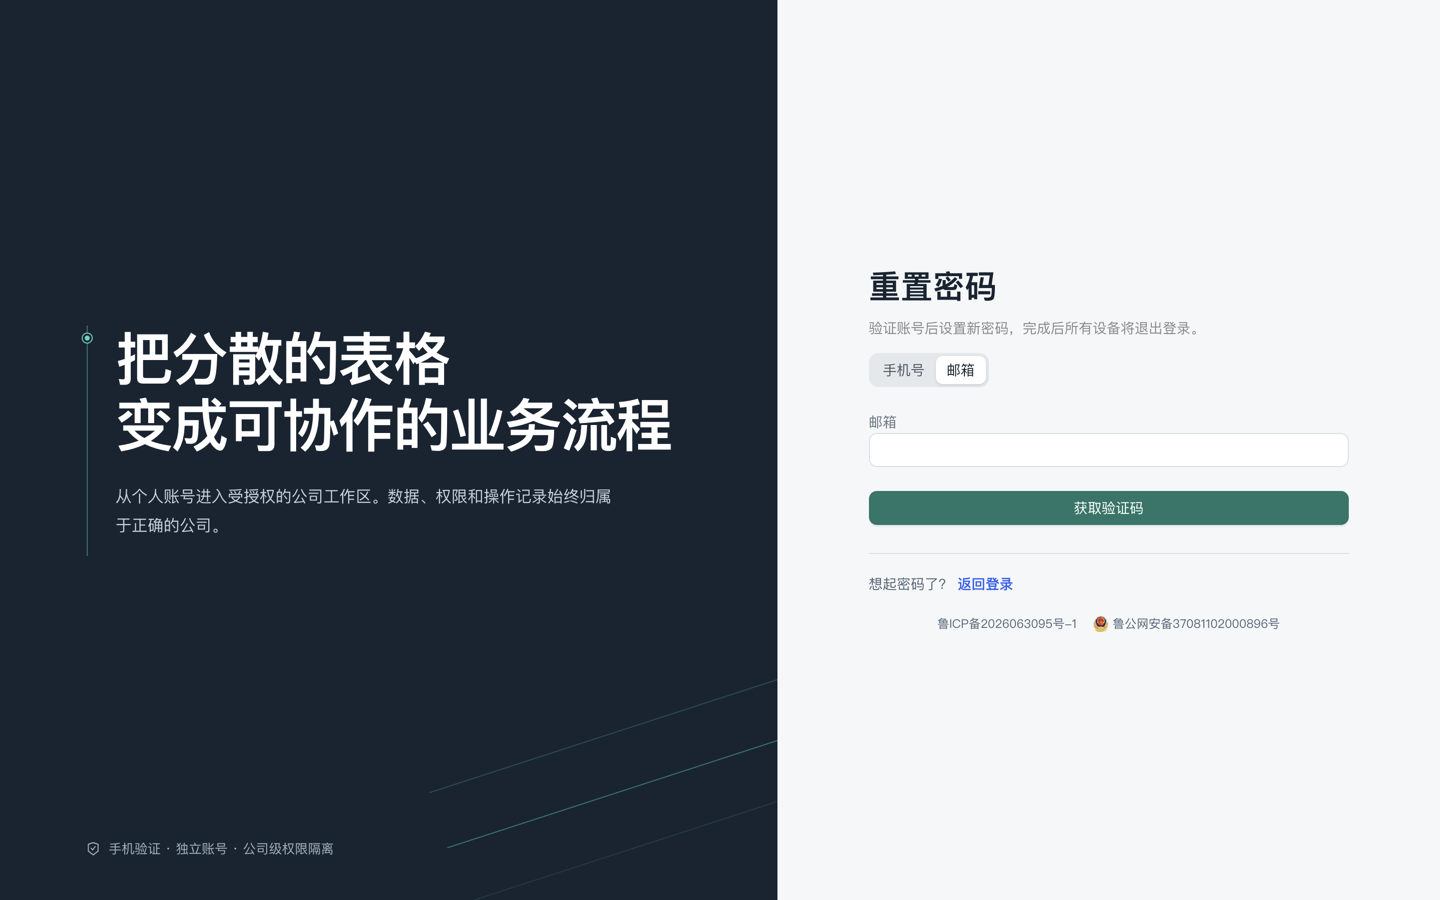 把分散的表格
变成可协作的业务流程
从个人账号进入受授权的公司工作区。数据、权限和操作记录始终归属
于正确的公司。
手机验证 · 独立账号 · 公司级权限隔离
重置密码
验证账号后设置新密码，完成后所有设备将退出登录。
手机号 邮箱
邮箱
获取验证码
想起密码了？ 返回登录
鲁ICP备2026063095号-1 鲁公网安备37081102000896号